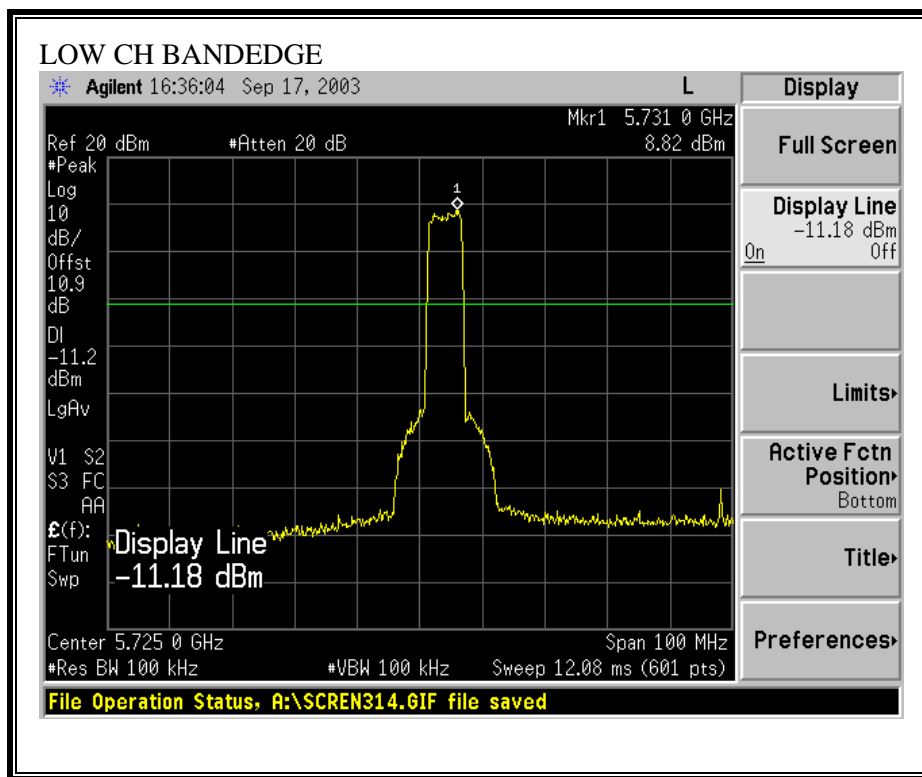 LOW CH BANDEDGE
Agilent 16:36:04 Sep 17, 2003 L
Mkr1 5.731 0 GHz
Ref 20 dBm #Atten 20 dB 8.82 dBm
#Peak
Log
10
dB/
Offst
10.9
dB
DI
-11.2
dBm
LgAv
V1 S2
S3 FC
AA
£(f):
FTun
Swp
1
Display Line
-11.18 dBm
Center 5.725 0 GHz Span 100 MHz
#Res BW 100 kHz #VBW 100 kHz Sweep 12.08 ms (601 pts)
File Operation Status, A:\SCREN314.GIF file saved
Display
Full Screen
Display Line
-11.18 dBm
On Off
Limits
Active Fctn
Position
Bottom
Title
Preferences